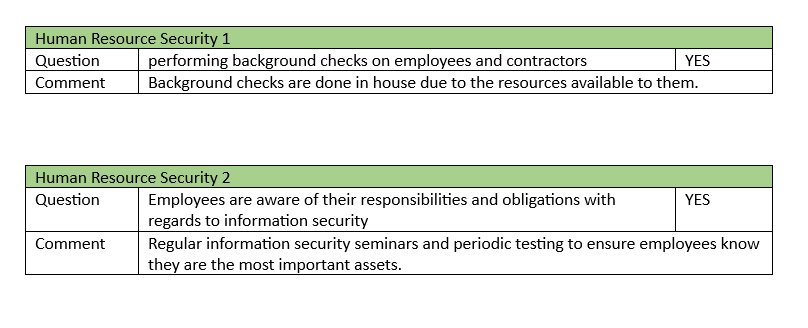 Human Resource Security 1
Question performing background checks on employees and contractors YES
Comment Background checks are done in house due to the resources available to them.
Human Resource Security 2
Question Employees are aware of their responsibilities and obligations with YES
regards to information security
Comment Regular information security seminars and periodic testing to ensure employees know
they are the most important assets.